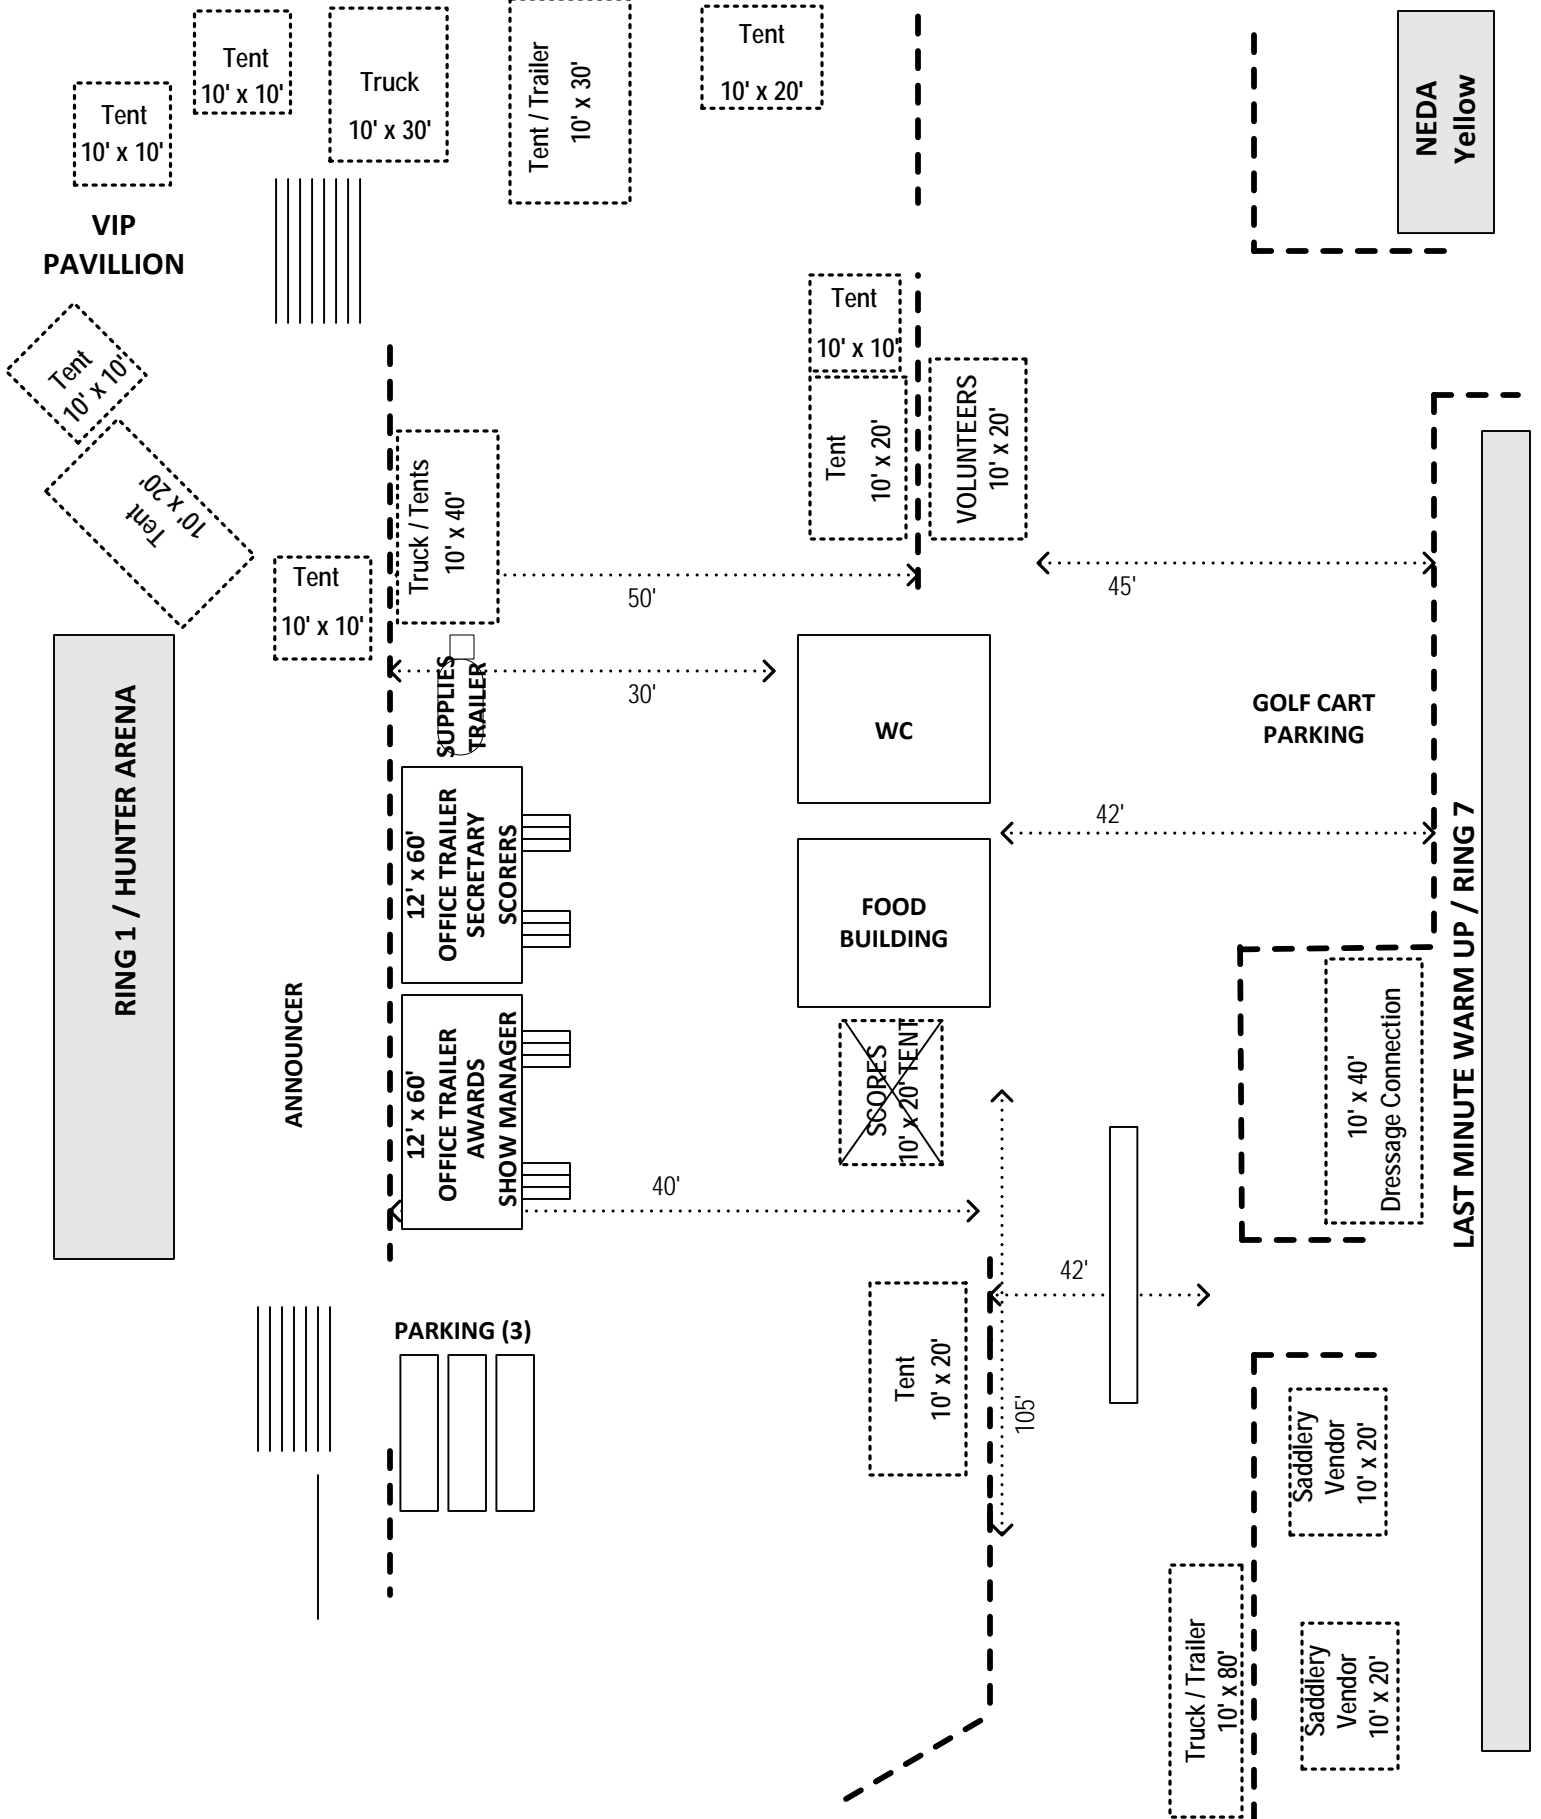 Tent
10' x 10'
Tent
10' x 10'
Truck
10' x 30'
Tent / Trailer
10' x 30'
Tent
10' x 20'
NEDA
Yellow
VIP
PAVILLION
Tent
10' x 10'
Tent
10' x 20'
Tent
10' x 10'
Truck / Tents
10' x 40'
Tent
10' x 10'
Tent
10' x 20'
VOLUNTEERS
10' x 20'
50'
45'
30'
SUPPLIES
TRAILER
WC
GOLF CART
PARKING
42'
RING 1 / HUNTER ARENA
ANNOUNCER
12' x 60'
OFFICE TRAILER
SECRETARY
SCORERS
12' x 60'
OFFICE TRAILER
AWARDS
SHOW MANAGER
FOOD
BUILDING
SCORES
10' x 20' TENT
10' x 40'
Dressage Connection
LAST MINUTE WARM UP / RING 7
40'
42'
105'
PARKING (3)
Tent
10' x 20'
Saddlery
Vendor
10' x 20'
Truck / Trailer
10' x 80'
Saddlery
Vendor
10' x 20'